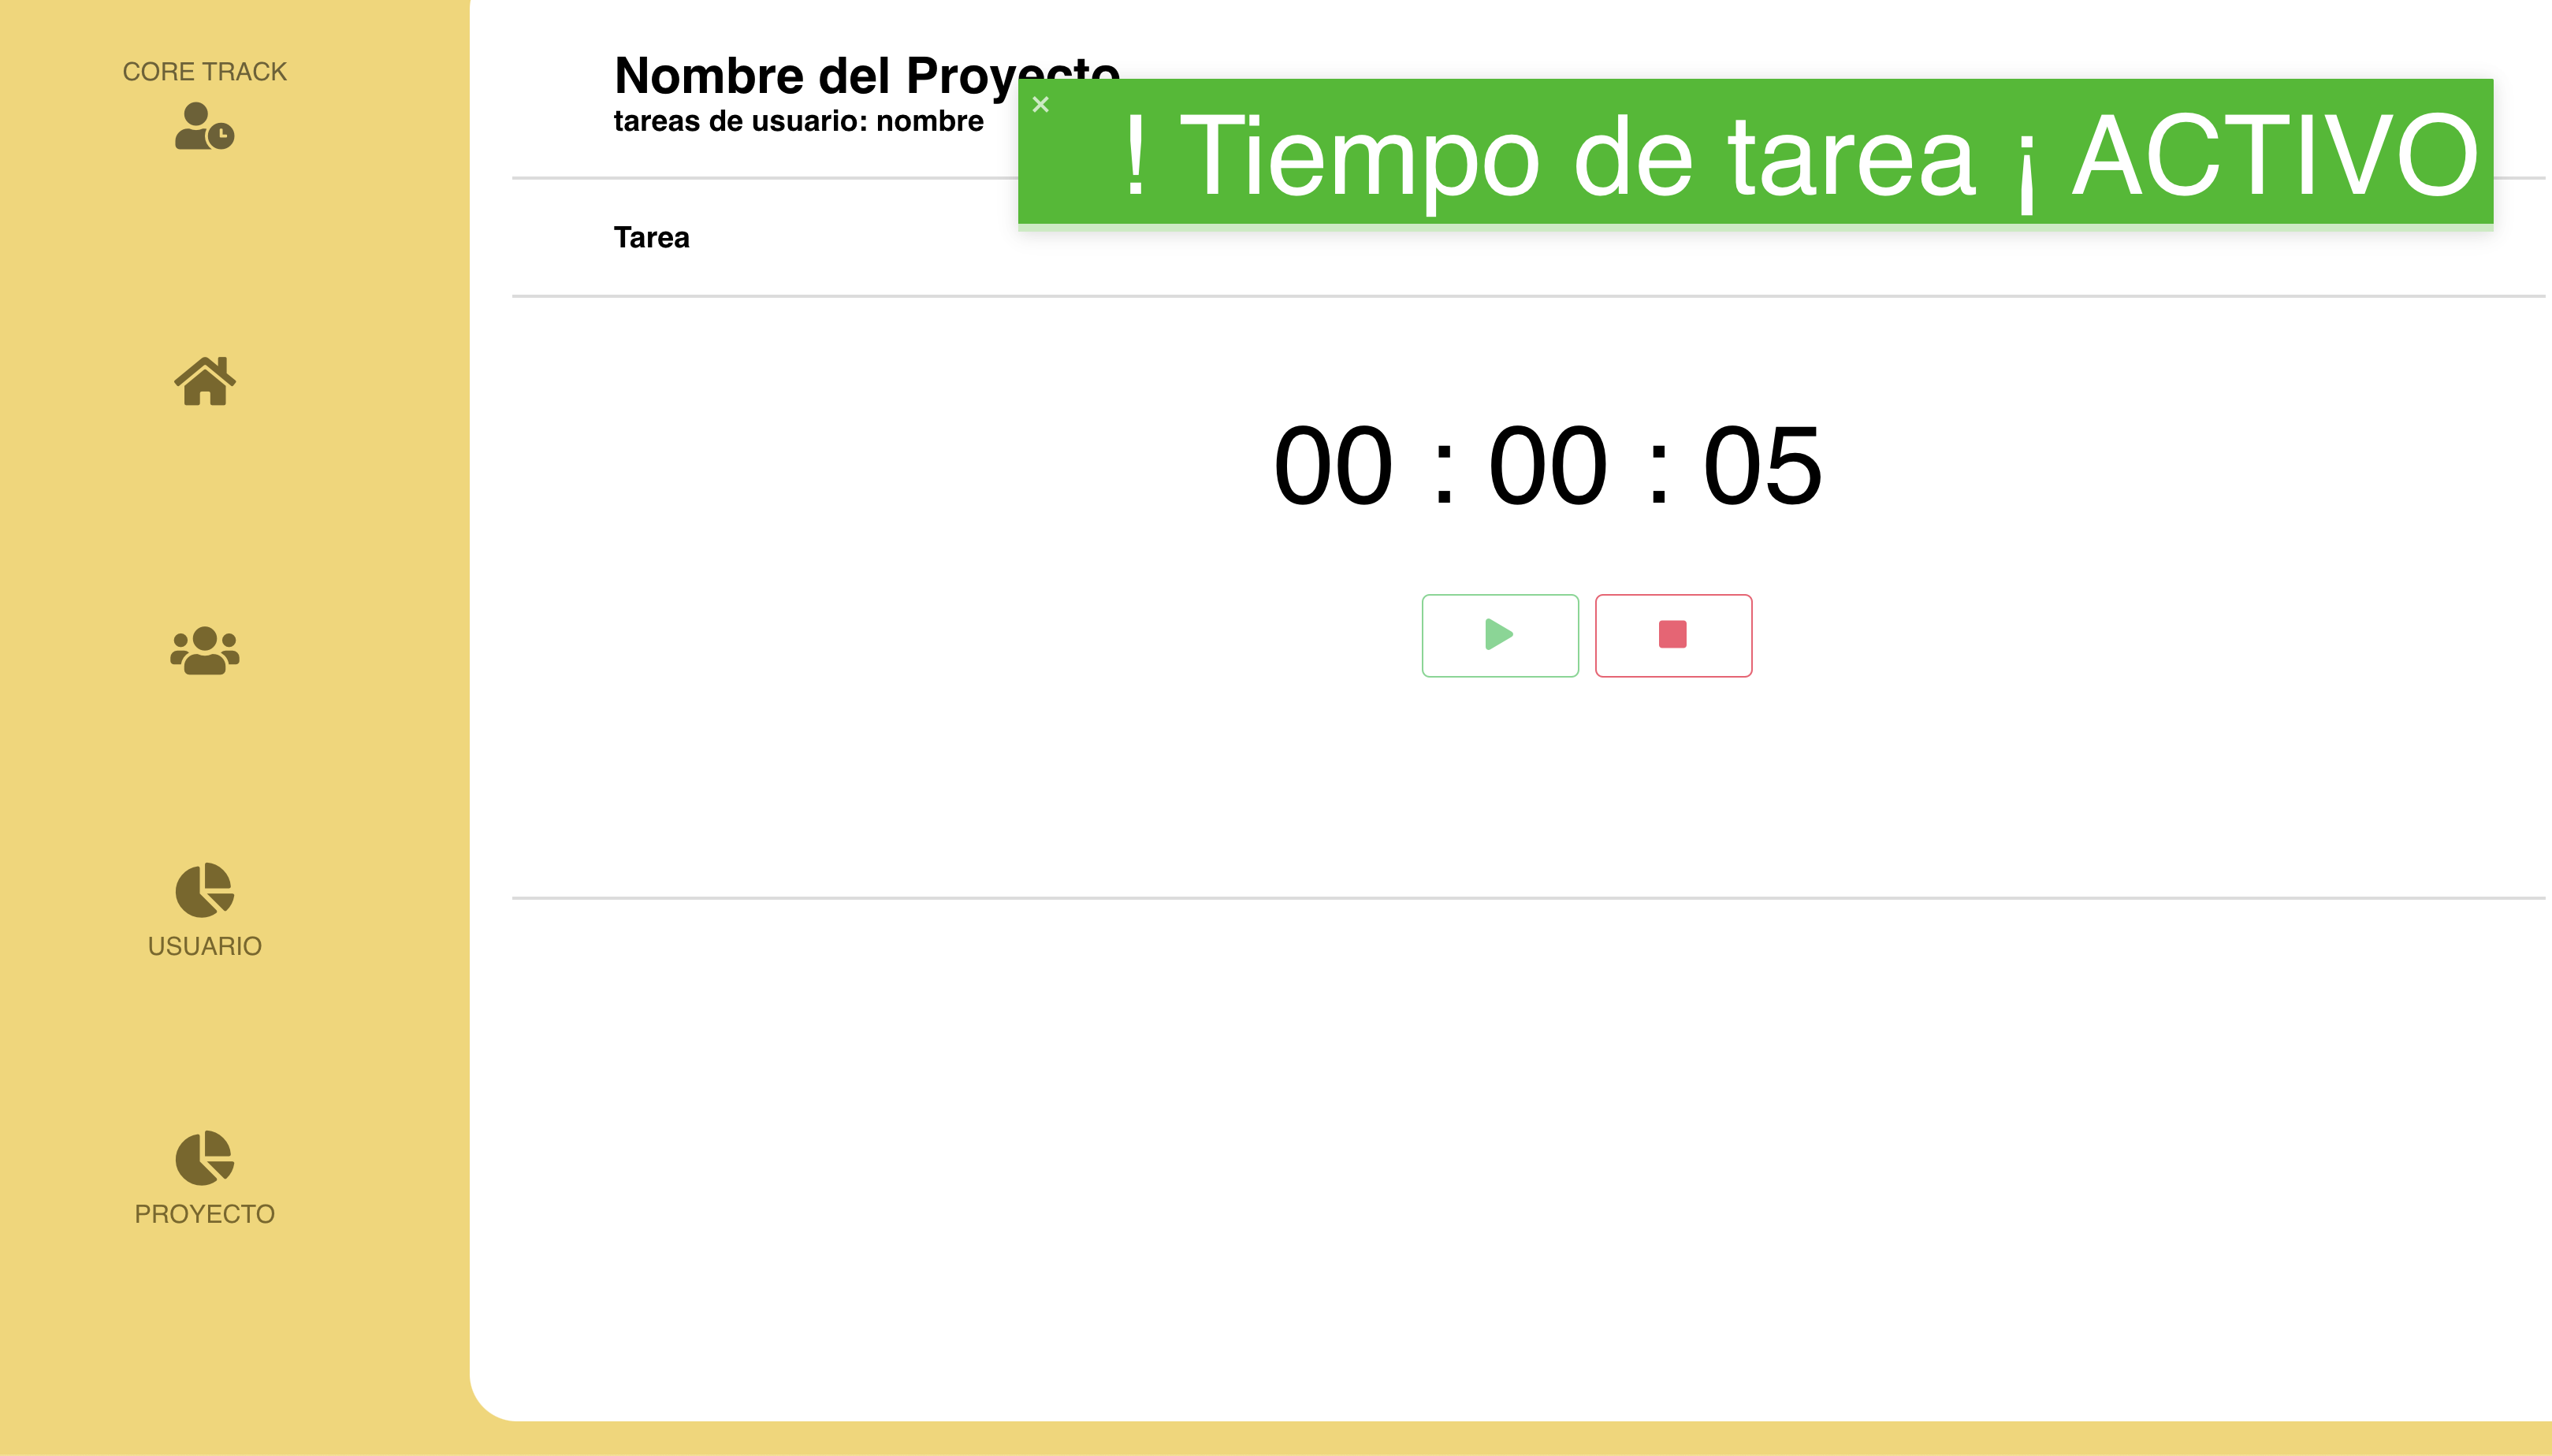 CORE TRACK
USUARIO
PROYECTO
Nombre del Proyecto
tareas de usuario: nombre
! Tiempo de tarea ¡ ACTIVO
Tarea
00 : 00 : 05